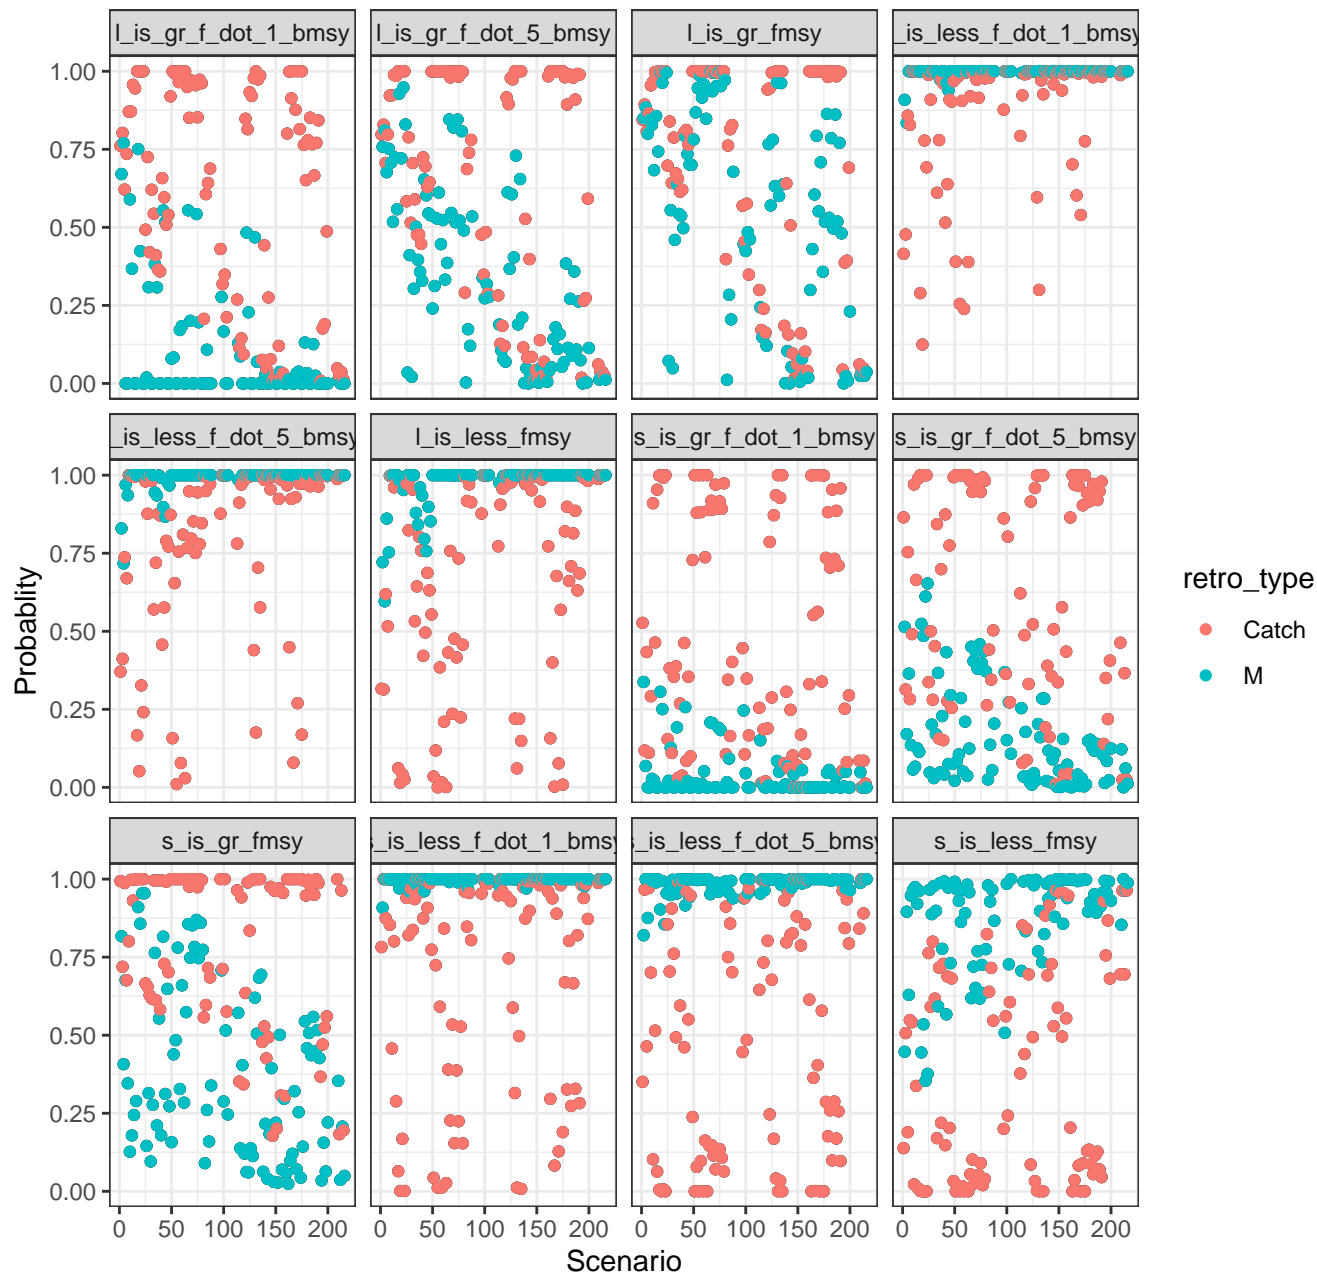 l_is_gr_f_dot_1_bmsy l_is_gr_f_dot_5_bmsy l_is_gr_fmsy _is_less_f_dot_1_bmsy
1.00
0.75
0.50
0.25
0.00
_is_less_f_dot_5_bmsy l_is_less_fmsy s_is_gr_f_dot_1_bmsy s_is_gr_f_dot_5_bmsy
1.00
0.75
0.50
0.25
0.00
s_is_gr_fmsy s_is_less_f_dot_1_bmsy s_is_less_f_dot_5_bmsy s_is_less_fmsy
1.00
0.75
0.50
0.25
0.00
0 50 100 150 200 0 50 100 150 200 0 50 100 150 200 0 50 100 150 200
Scenario
Probablity
retro_type
Catch
M